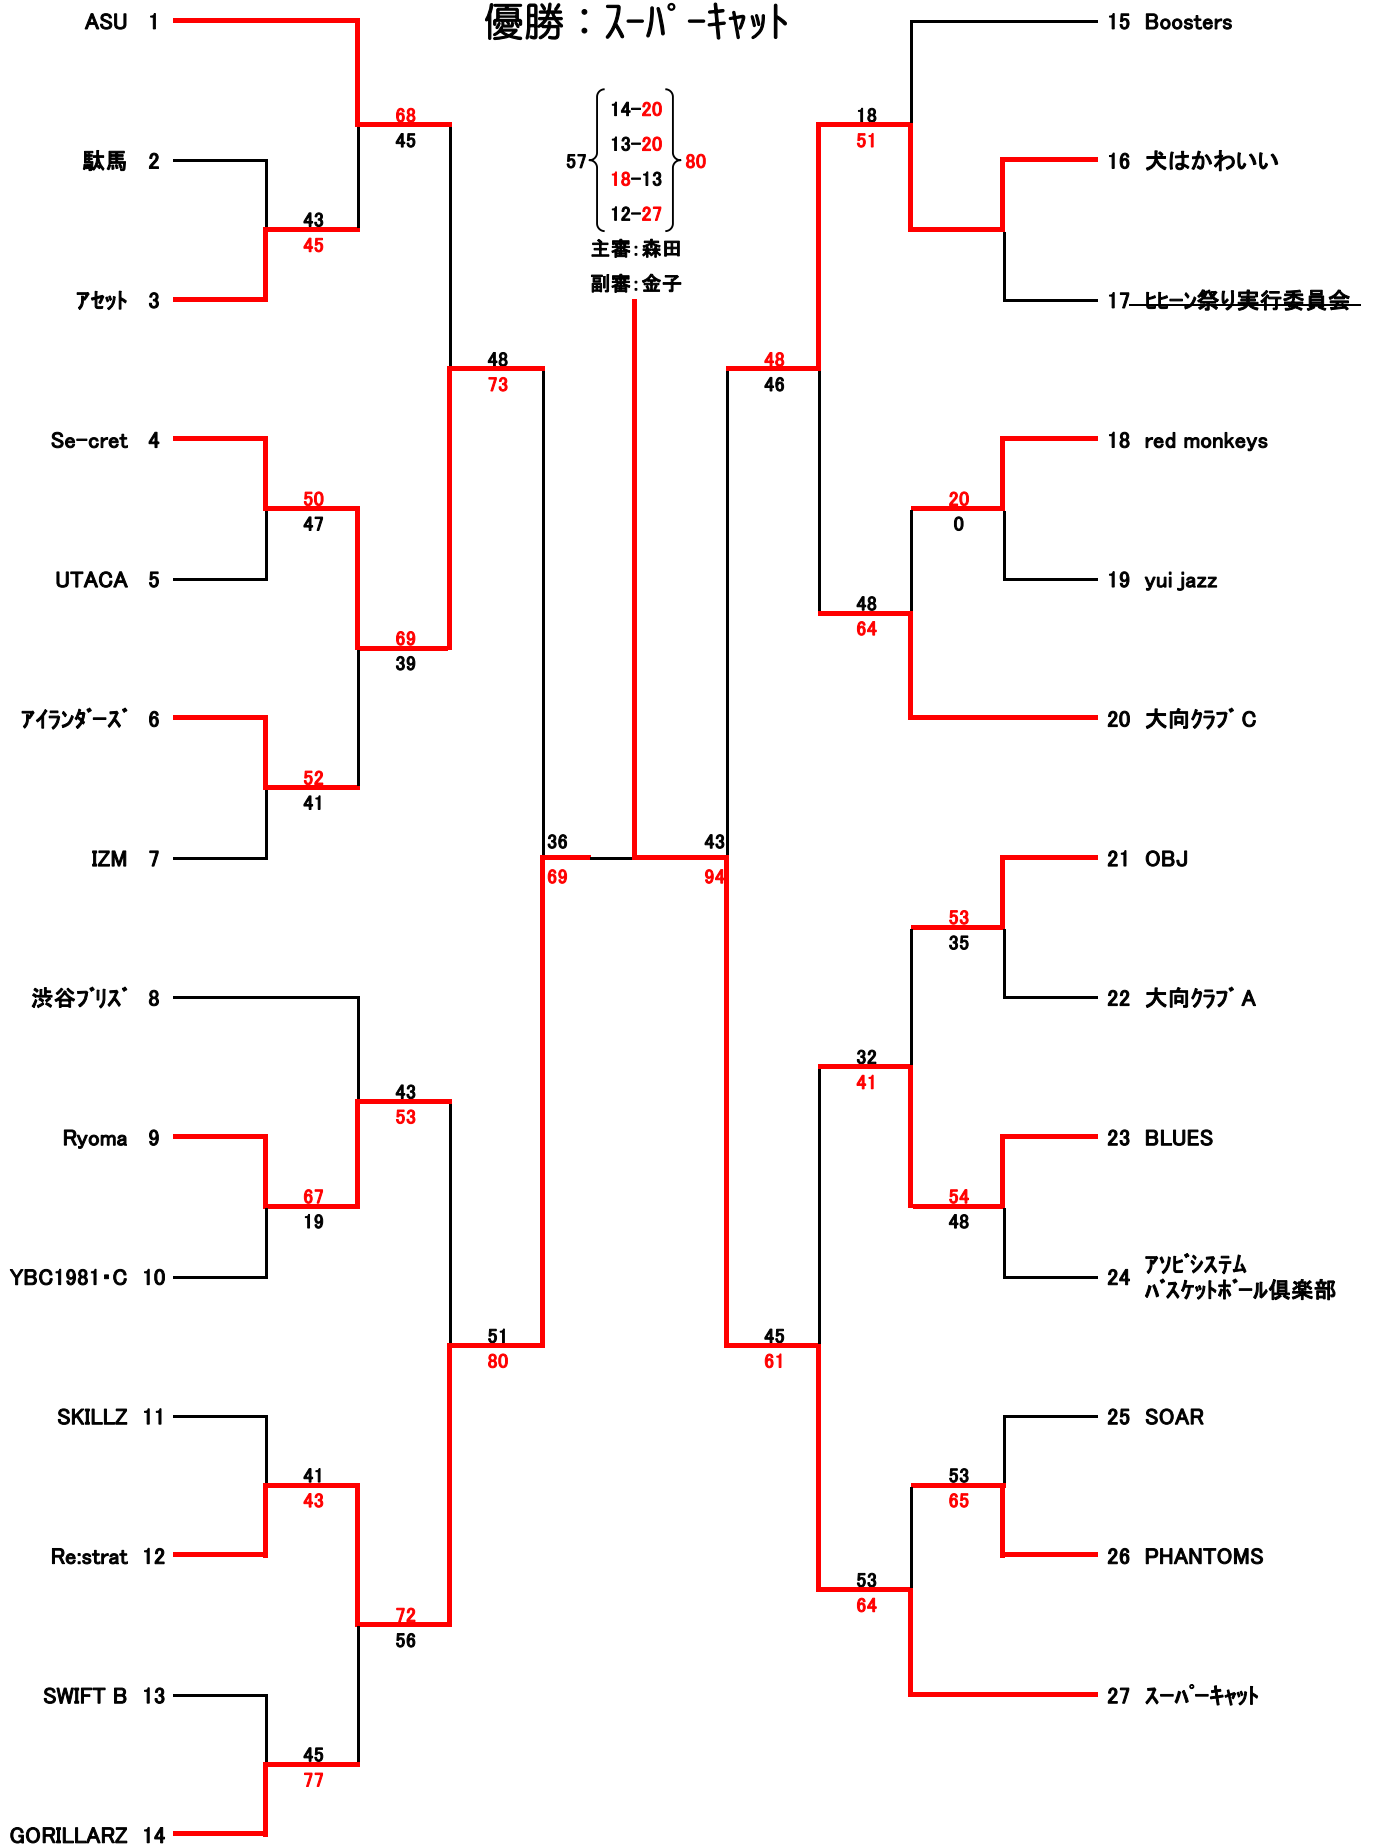 優勝：ｽｰﾊﾟｰｷｬｯﾄ
ASU 1
68
45
駄馬 2
43
45
ｱｾｯﾄ 3
48
73
Se-cret 4
50
47
UTACA 5
69
39
ｱｲﾗﾝﾀﾞｰｽﾞ 6
52
41
IZM 7
36
69
渋谷ﾌﾞﾘｽﾞ 8
43
53
Ryoma 9
67
19
YBC1981・C 10
51
80
SKILLZ 11
41
43
Re:strat 12
72
56
SWIFT B 13
45
77
GORILLARZ 14
14-20
13-20
57 80
18-13
12-27
主審：森田
副審：金子
15 Boosters
18
51
16 犬はかわいい
17 ﾋﾋｰﾝ祭り実行委員会
48
46
18 red monkeys
20
0
19 yui jazz
48
64
20 大向ｸﾗﾌﾞC
43
94
21 OBJ
53
35
22 大向ｸﾗﾌﾞA
32
41
23 BLUES
54
48
24 ｱｿﾋﾞｼｽﾃﾑ
ﾊﾞｽｹｯﾄﾎﾞｰﾙ倶楽部
45
61
25 SOAR
53
65
26 PHANTOMS
53
64
27 ｽｰﾊﾟｰｷｬｯﾄ